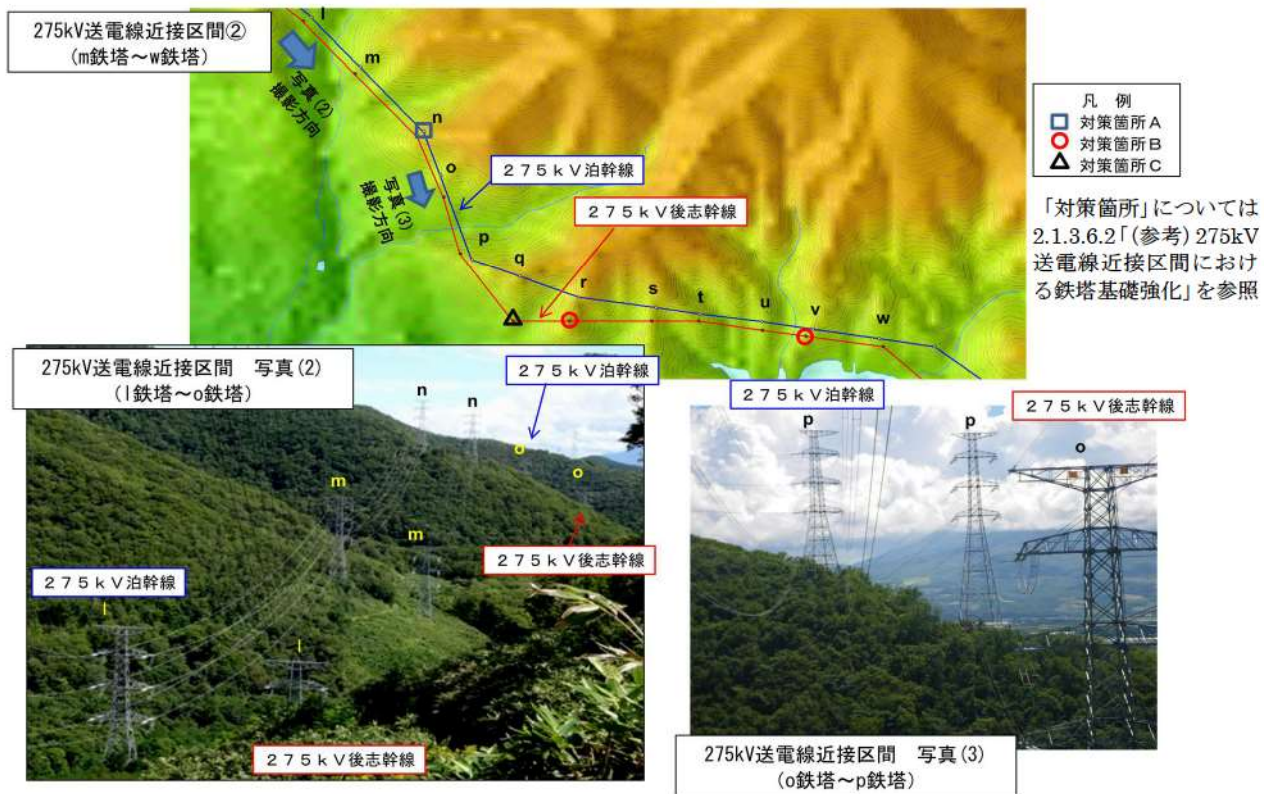 275kV送電線近接区間②
(m鉄塔～w鉄塔)
l
m
n
o
p
q
r
s
t
u
v
w
写真(2)
撮影方向
写真(3)
撮影方向
２７５ｋＶ泊幹線
２７５ｋＶ後志幹線
凡 例
対策箇所Ａ
対策箇所Ｂ
対策箇所Ｃ
「対策箇所」については
2.1.3.6.2「(参考) 275kV
送電線近接区間におけ
る鉄塔基礎強化」を参照
275kV送電線近接区間 写真(2)
(l鉄塔～o鉄塔)
２７５ｋＶ泊幹線
n
n
o
o
m
m
２７５ｋＶ後志幹線
２７５ｋＶ泊幹線
l
l
２７５ｋＶ後志幹線
２７５ｋＶ泊幹線
２７５ｋＶ後志幹線
p
p
o
275kV送電線近接区間 写真(3)
(o鉄塔～p鉄塔)